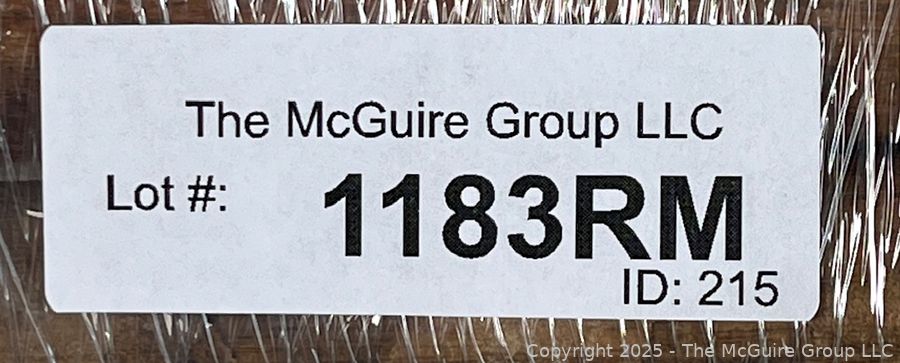 The McGuire Group LLC
Lot #: 1183RM
ID: 215
Copyright 2025 - The McGuire Group LLC